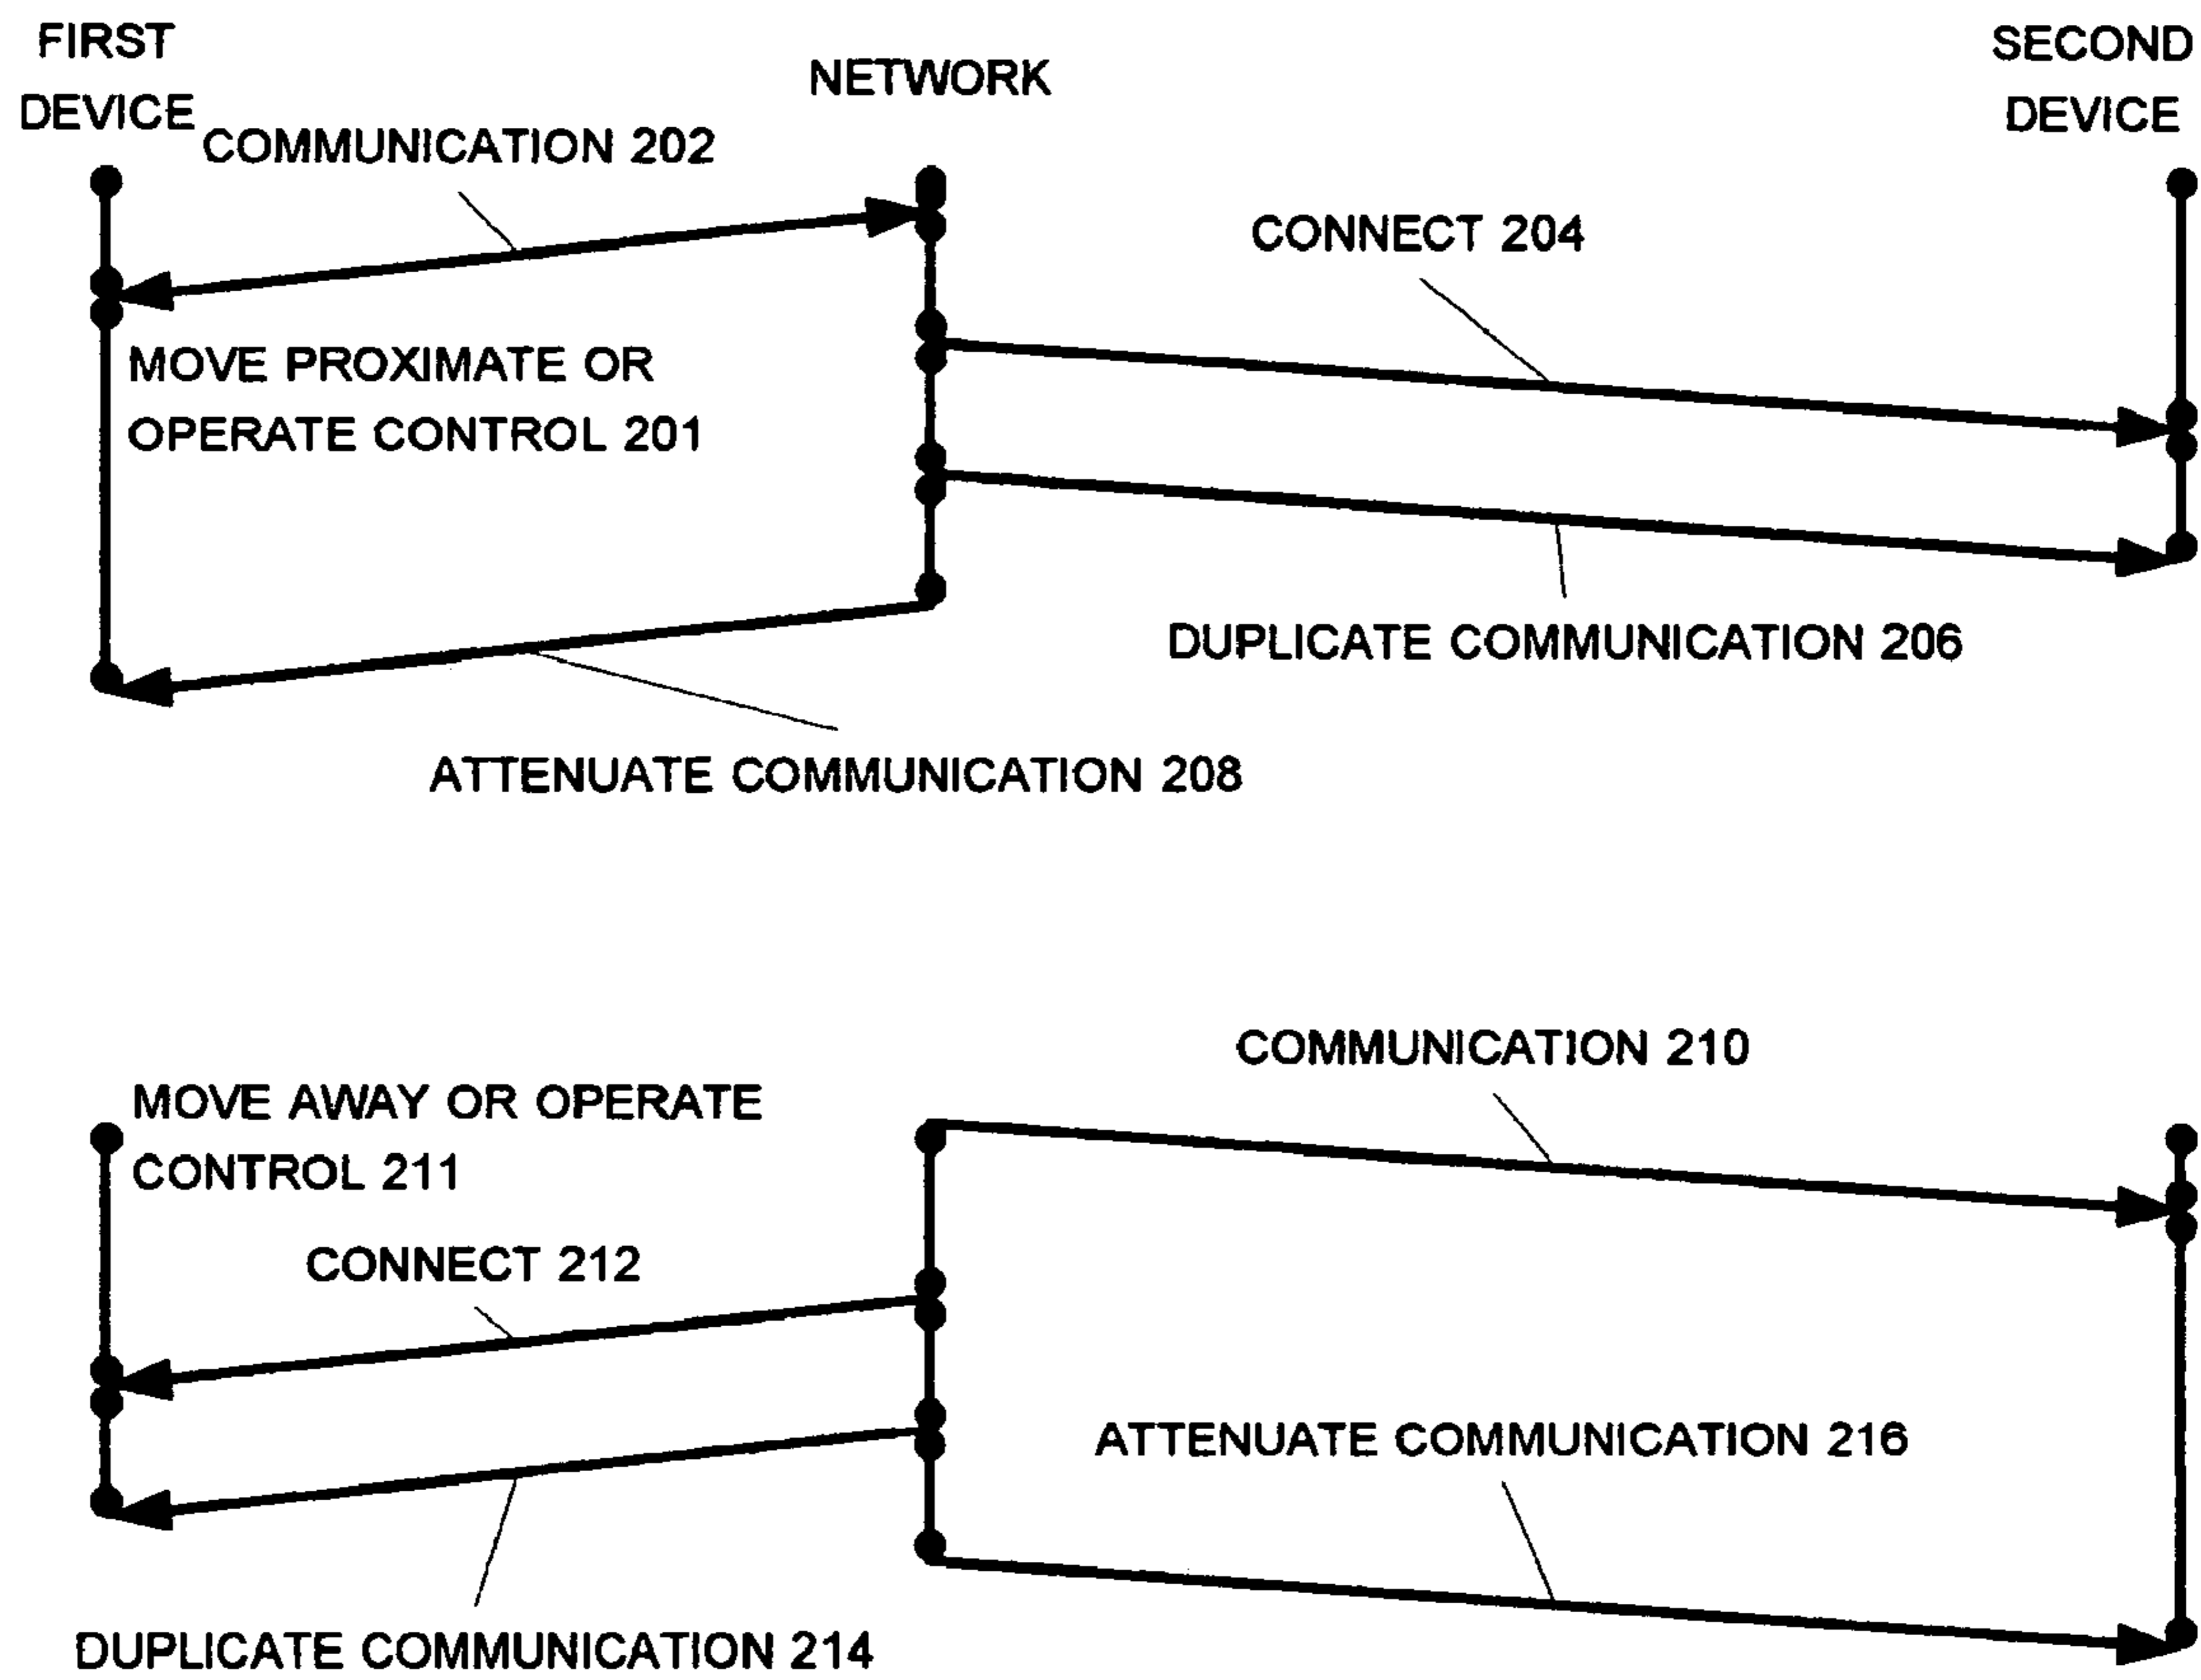 FIRST
DEVICE
NETWORK
SECOND
DEVICE
COMMUNICATION 202
CONNECT 204
MOVE PROXIMATE OR
OPERATE CONTROL 201
DUPLICATE COMMUNICATION 206
ATTENUATE COMMUNICATION 208
COMMUNICATION 210
MOVE AWAY OR OPERATE
CONTROL 211
CONNECT 212
ATTENUATE COMMUNICATION 216
DUPLICATE COMMUNICATION 214